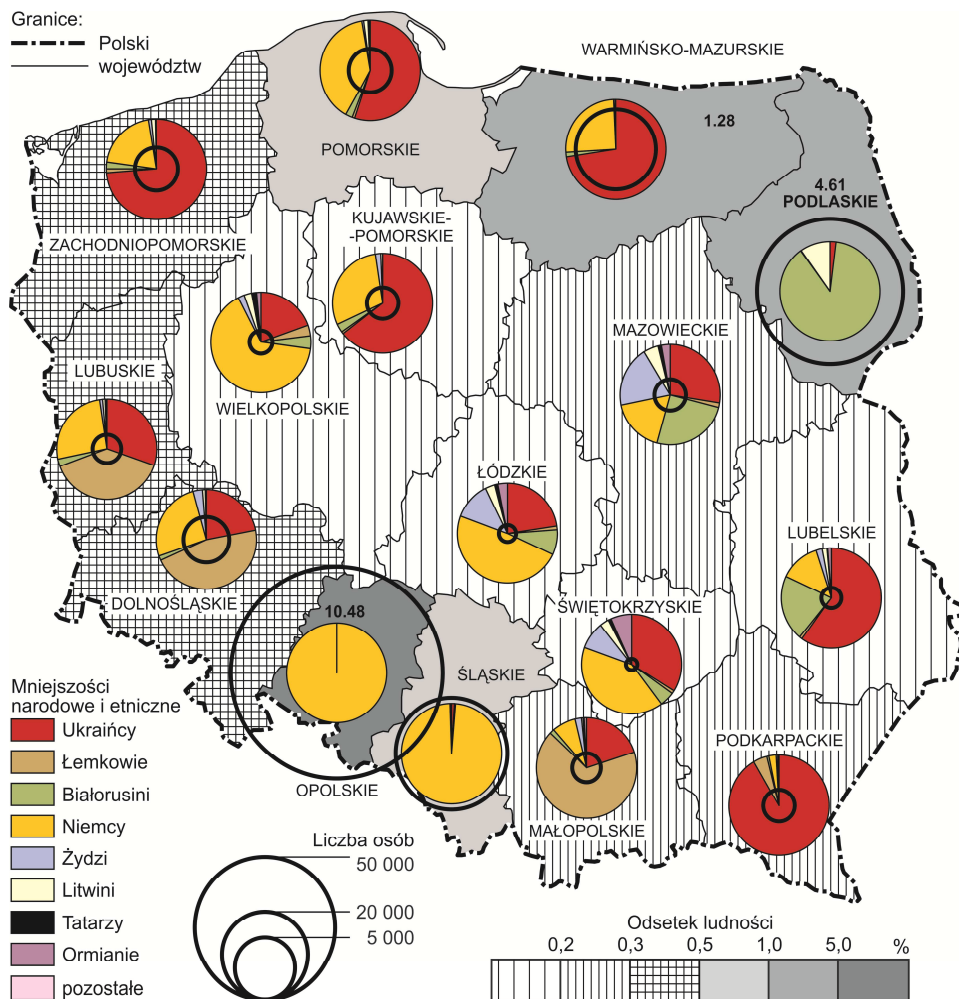 Granice:
Polski
województw
WARMIŃSKO-MAZURSKIE
1.28
POMORSKIE
4.61
PODLASKIE
KUJAWSKIE-
-POMORSKIE
ZACHODNIOPOMORSKIE
MAZOWIECKIE
LUBUSKIE
WIELKOPOLSKIE
ŁÓDZKIE
LUBELSKIE
DOLNOŚLĄSKIE
10.48
ŚWIĘTOKRZYSKIE
ŚLĄSKIE
PODKARPACKIE
OPOLSKIE
MAŁOPOLSKIE
Mniejszości
narodowe i etniczne
Ukraińcy
Łemkowie
Białorusini
Niemcy
Żydzi
Litwini
Tatarzy
Ormianie
pozostałe
Liczba osób
50 000
20 000
5 000
Odsetek ludności
0,2 0,3 0,5 1,0 5,0 %